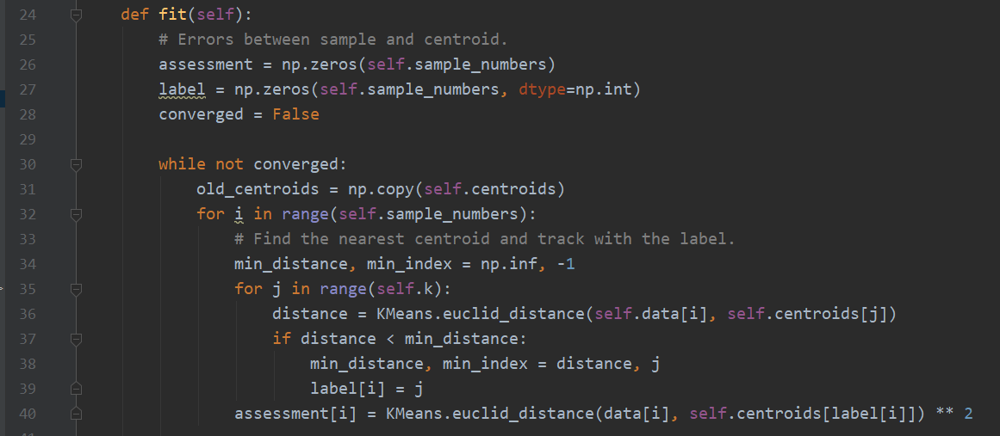 24 def fit(self):
25 # Errors between sample and centroid.
26 assessment = np.zeros(self.sample_numbers)
27 label = np.zeros(self.sample_numbers, dtype=np.int)
28 converged = False
29
30 while not converged:
31 old_centroids = np.copy(self.centroids)
32 for i in range(self.sample_numbers):
33 # Find the nearest centroid and track with the label.
34 min_distance, min_index = np.inf, -1
35 for j in range(self.k):
36 distance = KMeans.euclid_distance(self.data[i], self.centroids[j])
37 if distance < min_distance:
38 min_distance, min_index = distance, j
39 label[i] = j
40 assessment[i] = KMeans.euclid_distance(data[i], self.centroids[label[i]]) ** 2